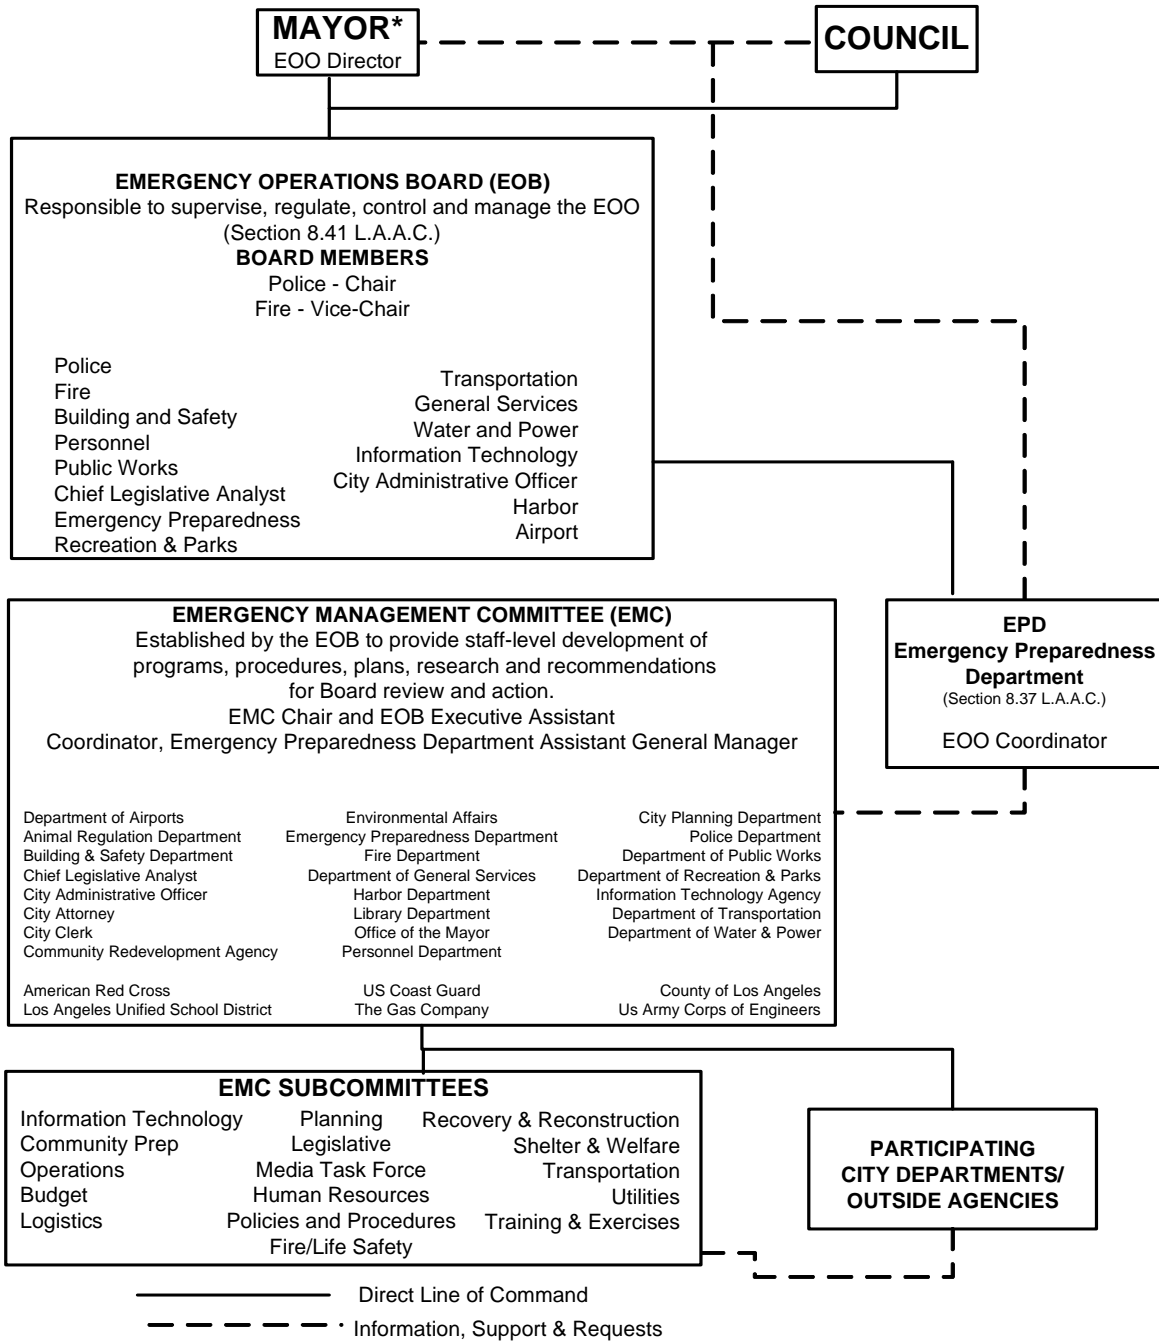 MAYOR*
EOO Director
COUNCIL
EMERGENCY OPERATIONS BOARD (EOB)
Responsible to supervise, regulate, control and manage the EOO
(Section 8.41 L.A.A.C.)
BOARD MEMBERS
Police - Chair
Fire - Vice-Chair
Police
Fire
Building and Safety
Personnel
Public Works
Chief Legislative Analyst
Emergency Preparedness
Recreation & Parks
Transportation
General Services
Water and Power
Information Technology
City Administrative Officer
Harbor
Airport
EMERGENCY MANAGEMENT COMMITTEE (EMC)
Established by the EOB to provide staff-level development of
programs, procedures, plans, research and recommendations
for Board review and action.
EMC Chair and EOB Executive Assistant
Coordinator, Emergency Preparedness Department Assistant General Manager
Department of Airports
Animal Regulation Department
Building & Safety Department
Chief Legislative Analyst
City Administrative Officer
City Attorney
City Clerk
Community Redevelopment Agency
American Red Cross
Los Angeles Unified School District
Environmental Affairs
Emergency Preparedness Department
Fire Department
Department of General Services
Harbor Department
Library Department
Office of the Mayor
Personnel Department
US Coast Guard
The Gas Company
City Planning Department
Police Department
Department of Public Works
Department of Recreation & Parks
Information Technology Agency
Department of Transportation
Department of Water & Power
County of Los Angeles
Us Army Corps of Engineers
EPD
Emergency Preparedness
Department
(Section 8.37 L.A.A.C.)
EOO Coordinator
EMC SUBCOMMITTEES
Information Technology
Community Prep
Operations
Budget
Logistics
Planning
Legislative
Media Task Force
Human Resources
Policies and Procedures
Fire/Life Safety
Recovery & Reconstruction
Shelter & Welfare
Transportation
Utilities
Training & Exercises
PARTICIPATING
CITY DEPARTMENTS/
OUTSIDE AGENCIES
Direct Line of Command
Information, Support & Requests